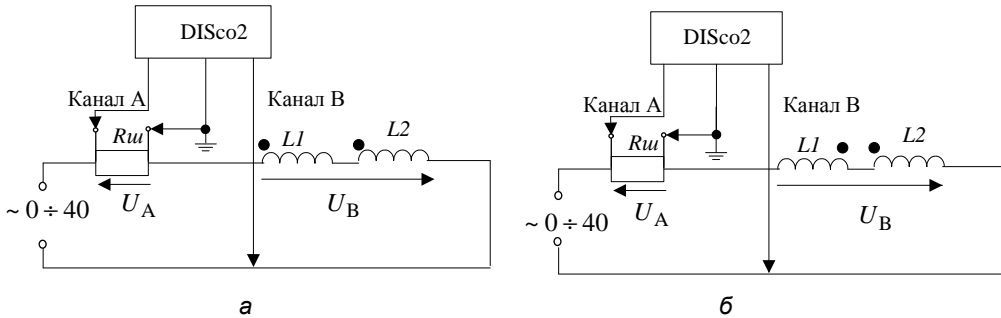 DISco2
Канал А
Канал В
Rш
L1
L2
U_A
U_B
~ 0 ÷ 40
а
DISco2
Канал А
Канал В
Rш
L1
L2
U_A
U_B
~ 0 ÷ 40
б